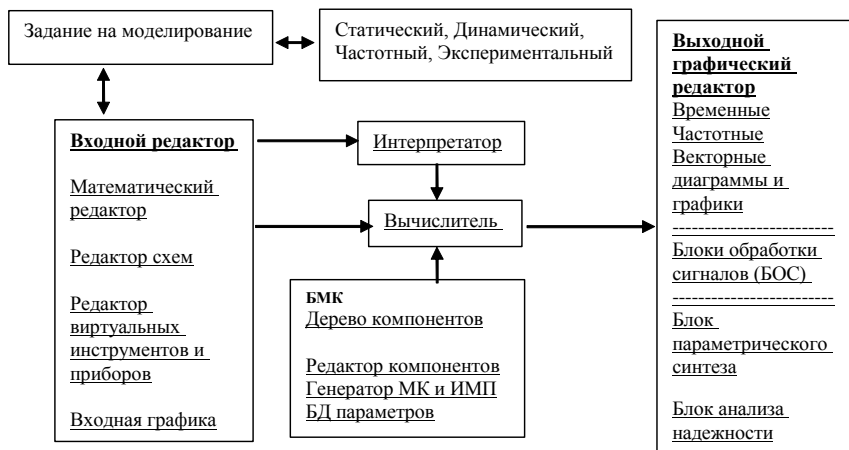 Задание на моделирование
Статический, Динамический,
Частотный, Экспериментальный
Входной редактор
Математический
редактор
Редактор схем
Редактор
виртуальных
инструментов и
приборов
Входная графика
Интерпретатор
Вычислитель
БМК
Дерево компонентов
Редактор компонентов
Генератор МК и ИМП
БД параметров
Выходной
графический
редактор
Временные
Частотные
Векторные
диаграммы и
графики
-------------------------
Блоки обработки
сигналов (БОС)
-------------------------
Блок
параметрического
синтеза
Блок анализа
надежности